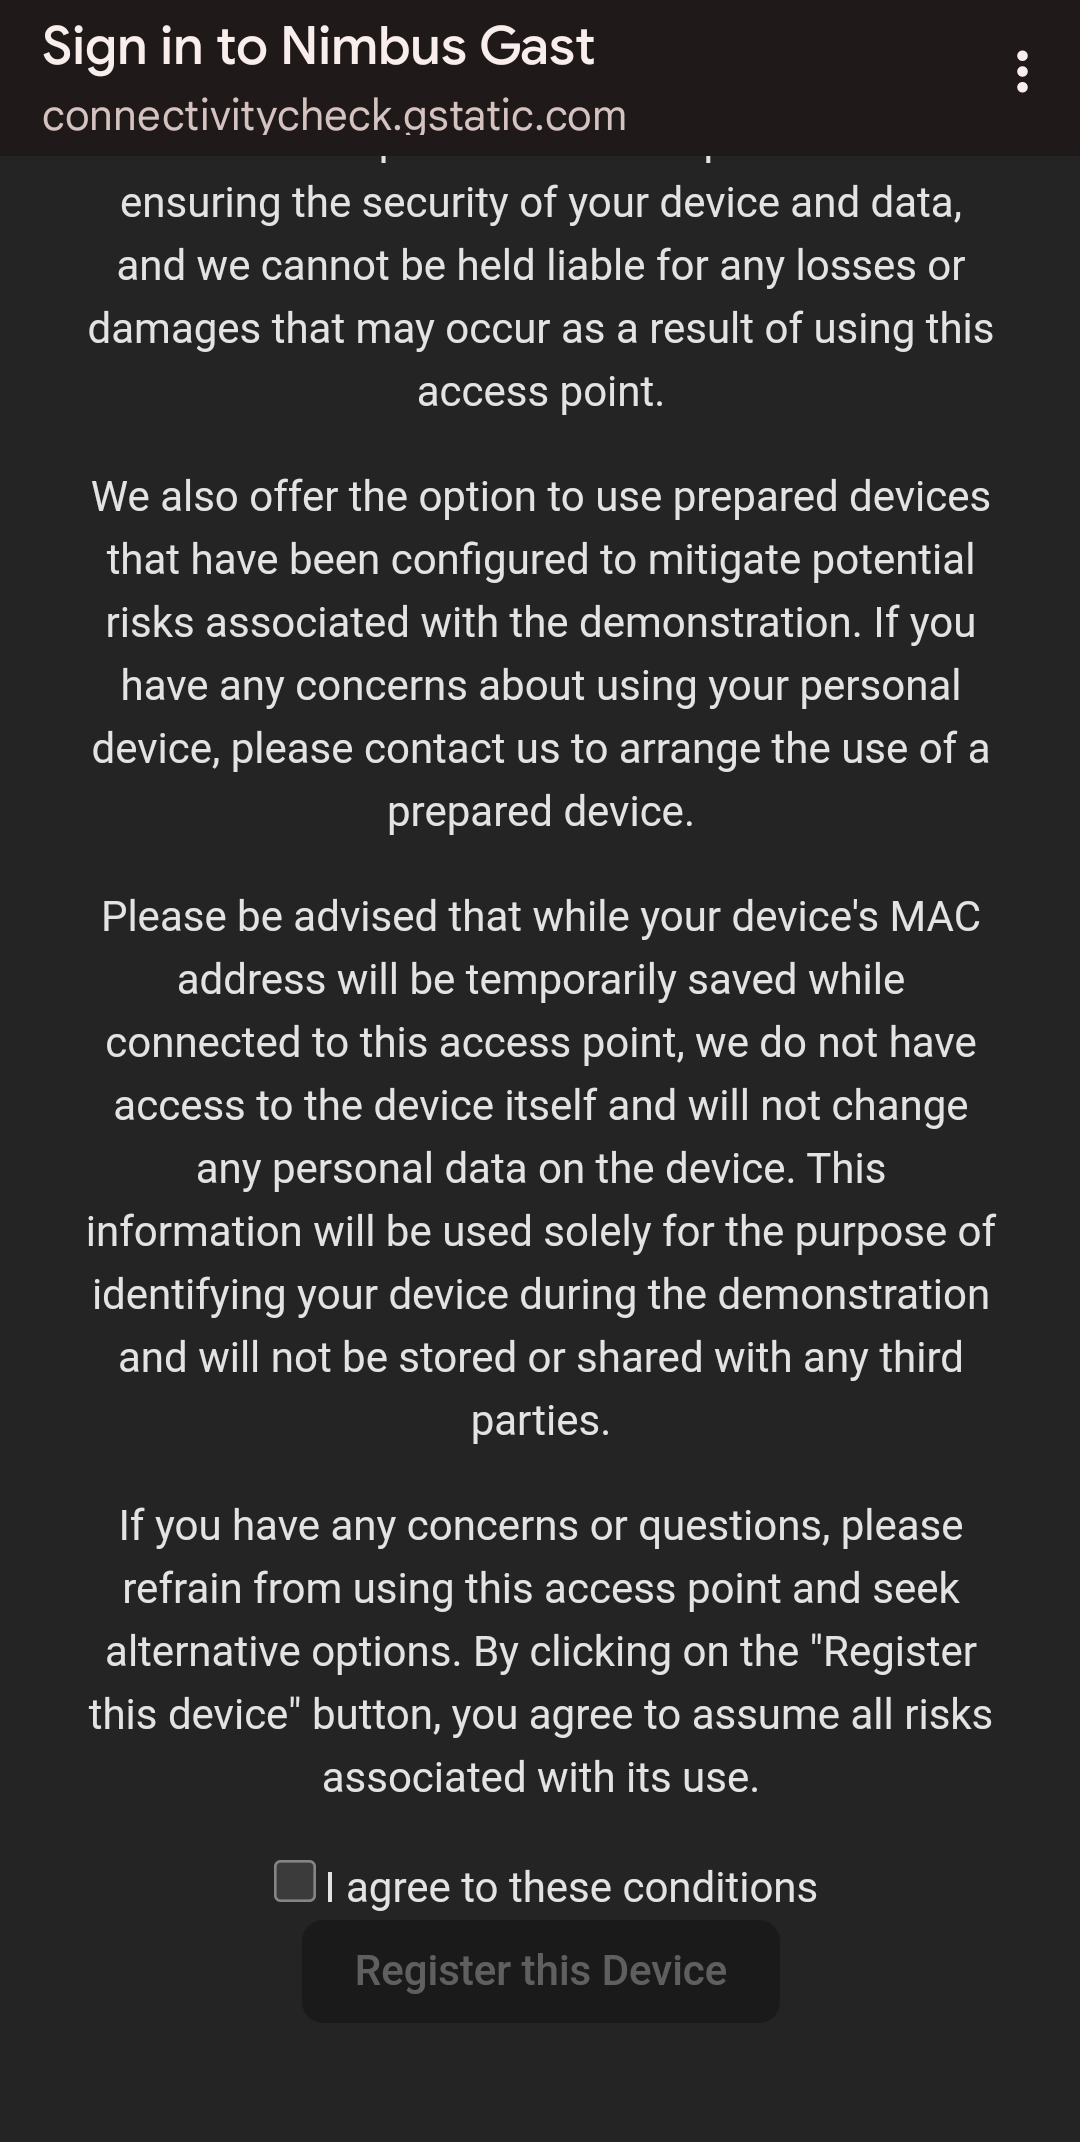 Sign in to Nimbus Gast
connectivitycheck.gstatic.com
ensuring the security of your device and data,
and we cannot be held liable for any losses or
damages that may occur as a result of using this
access point.
We also offer the option to use prepared devices
that have been configured to mitigate potential
risks associated with the demonstration. If you
have any concerns about using your personal
device, please contact us to arrange the use of a
prepared device.
Please be advised that while your device's MAC
address will be temporarily saved while
connected to this access point, we do not have
access to the device itself and will not change
any personal data on the device. This
information will be used solely for the purpose of
identifying your device during the demonstration
and will not be stored or shared with any third
parties.
If you have any concerns or questions, please
refrain from using this access point and seek
alternative options. By clicking on the "Register
this device" button, you agree to assume all risks
associated with its use.
I agree to these conditions
Register this Device